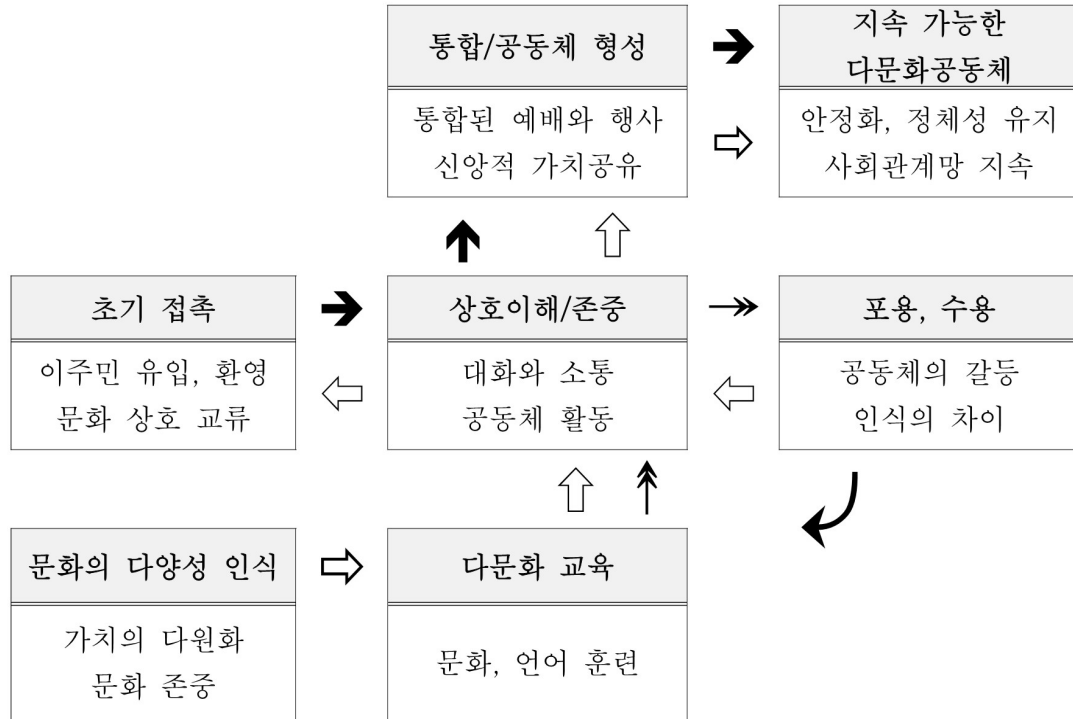 통합/공동체 형성
통합된 예배와 행사
신앙적 가치공유
지속 가능한
다문화공동체
안정화, 정체성 유지
사회관계망 지속
초기 접촉
이주민 유입, 환영
문화 상호 교류
상호이해/존중
대화와 소통
공동체 활동
포용, 수용
공동체의 갈등
인식의 차이
문화의 다양성 인식
가치의 다원화
문화 존중
다문화 교육
문화, 언어 훈련